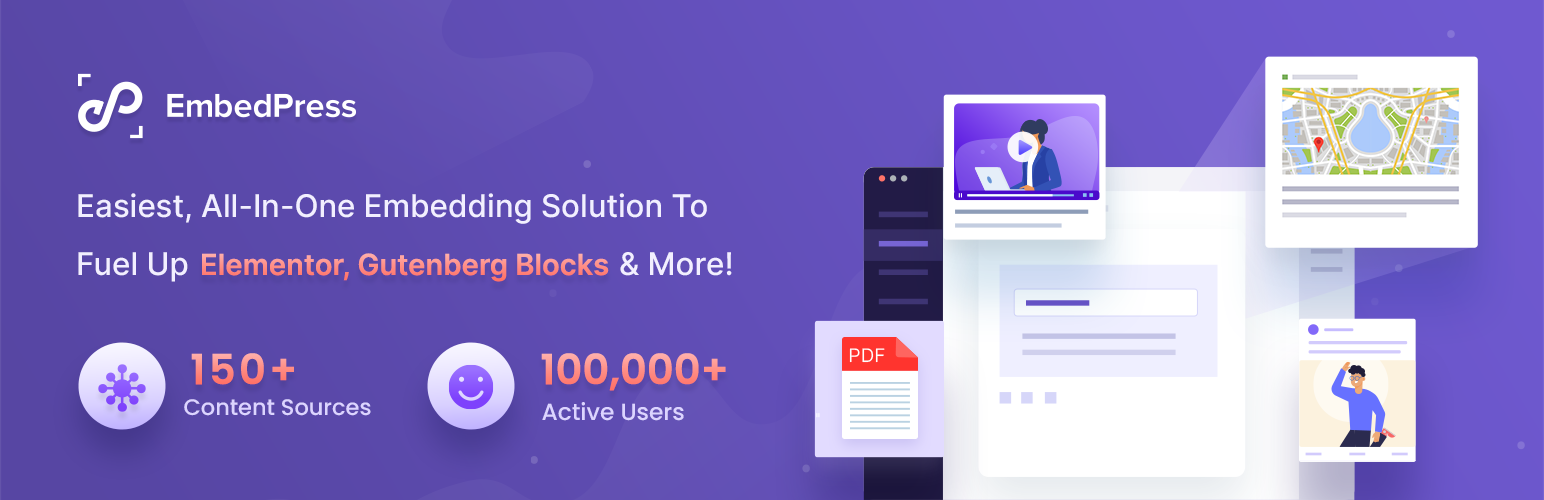 EmbedPress
Easiest, All-In-One Embedding Solution To
Fuel Up Elementor, Gutenberg Blocks & More!
150+
Content Sources
100,000+
Active Users
PDF